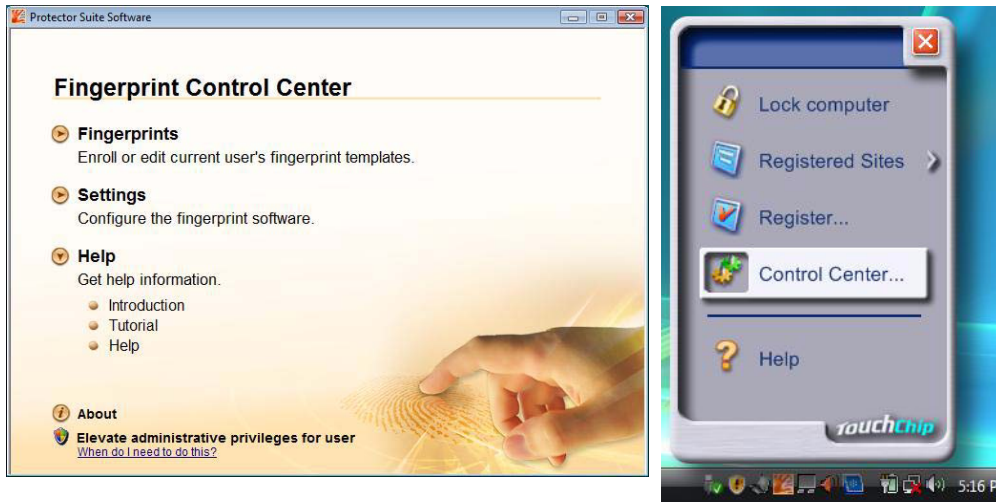 Protector Suite Software
Fingerprint Control Center
Fingerprints
Enroll or edit current user's fingerprint templates.
Settings
Configure the fingerprint software.
Help
Get help information.
Introduction
Tutorial
Help
About
Elevate administrative privileges for user
When do I need to do this?
Lock computer
Registered Sites
Register...
Control Center...
Help
TouchChip
5:16 P